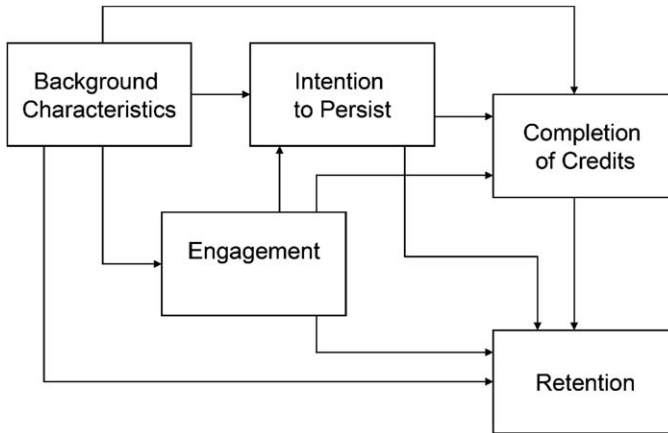 Background
Characteristics
Intention
to Persist
Completion
of Credits
Engagement
Retention